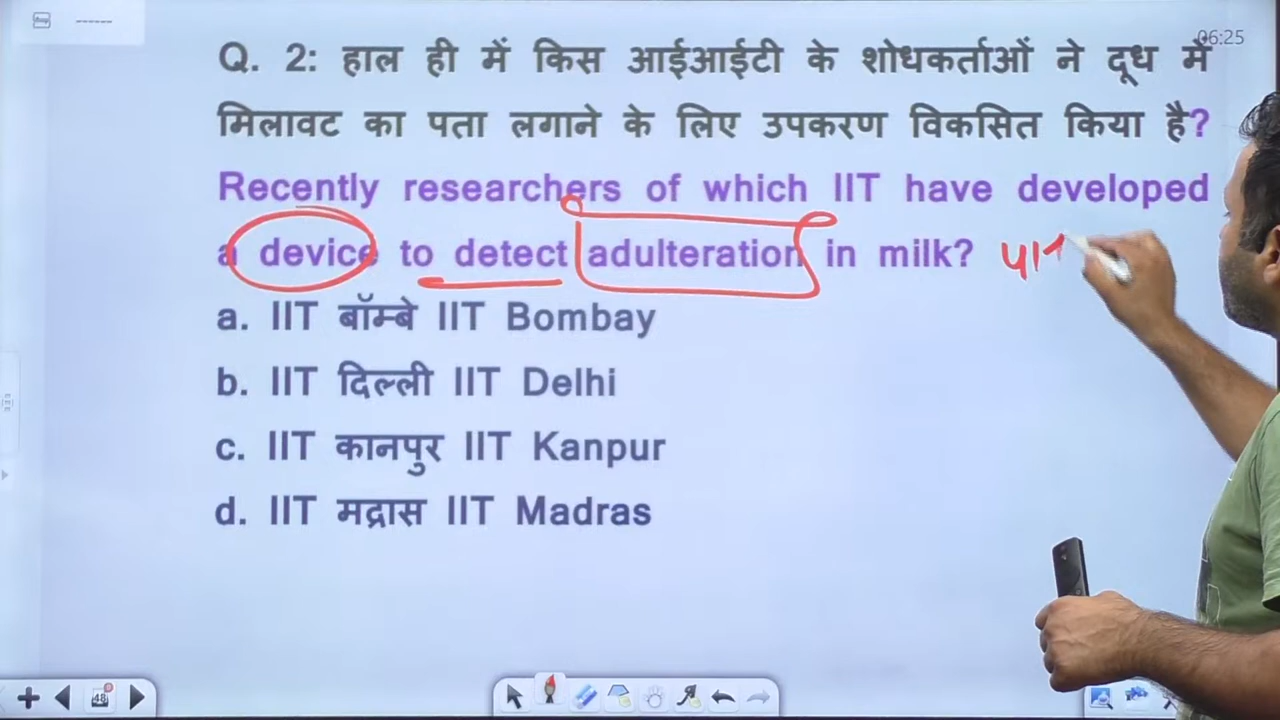 06:25
Q. 2: हाल ही में किस आईआईटी के शोधकर्ताओं ने दूध में
मिलावट का पता लगाने के लिए उपकरण विकसित किया है?
Recently researchers of which IIT have developed
a device to detect adulteration in milk?
a. IIT बॉम्बे IIT Bombay
b. IIT दिल्ली IIT Delhi
c. IIT कानपुर IIT Kanpur
d. IIT मद्रास IIT Madras
48